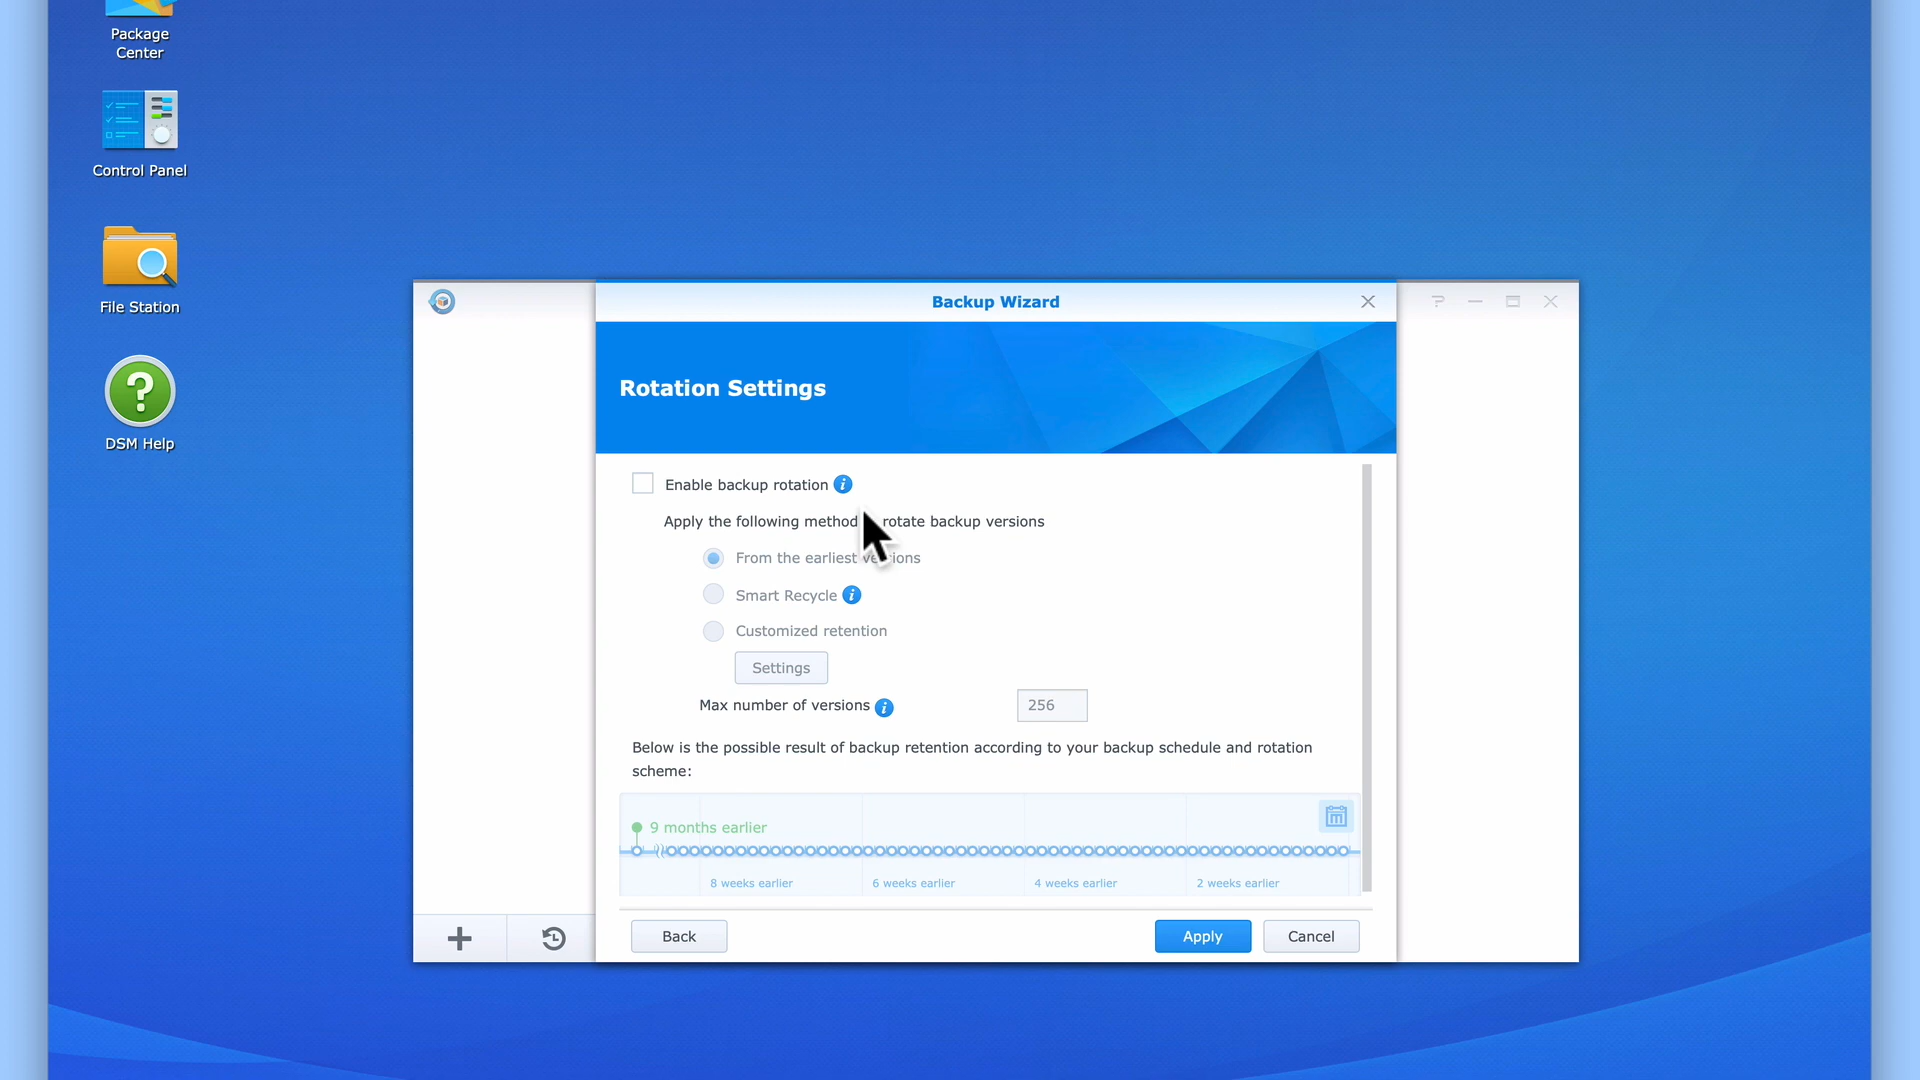 Package
Center
Control Panel
File Station
DSM Help
Backup Wizard
Rotation Settings
Enable backup rotation
Apply the following method rotate backup versions
From the earliest versions
Smart Recycle
Customized retention
Settings
Max number of versions
256
Below is the possible result of backup retention according to your backup schedule and rotation
scheme:
9 months earlier
8 weeks earlier
6 weeks earlier
4 weeks earlier
2 weeks earlier
Back
Apply
Cancel